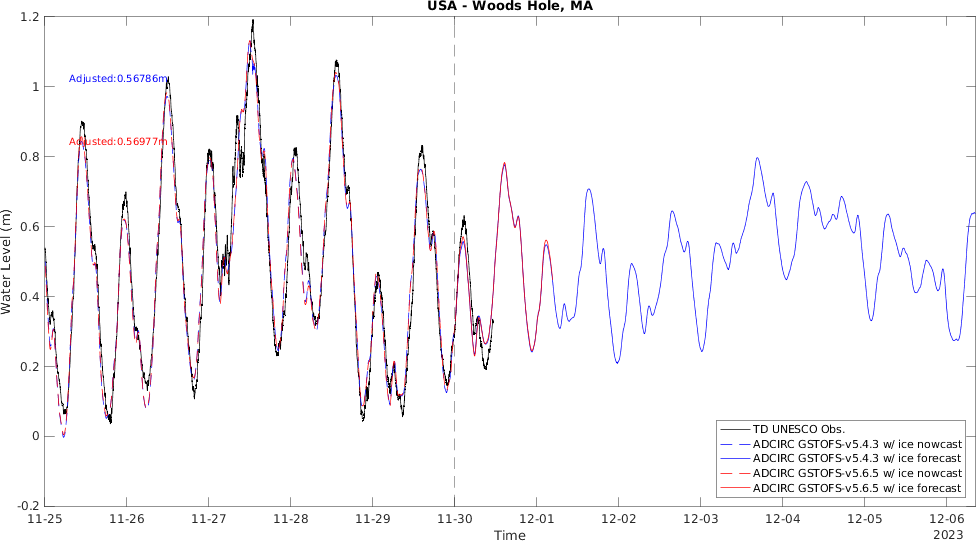 USA - Woods Hole, MA
1.2
1
0.8
0.6
0.4
0.2
0
-0.2
Water Level (m)
Adjusted:0.56786m
Adjusted:0.56977m
TD UNESCO Obs.
ADCIRC GSTOFS-v5.4.3 w/ ice nowcast
ADCIRC GSTOFS-v5.4.3 w/ ice forecast
ADCIRC GSTOFS-v5.6.5 w/ ice nowcast
ADCIRC GSTOFS-v5.6.5 w/ ice forecast
11-25 11-26 11-27 11-28 11-29 11-30 12-01 12-02 12-03 12-04 12-05 12-06
Time
2023